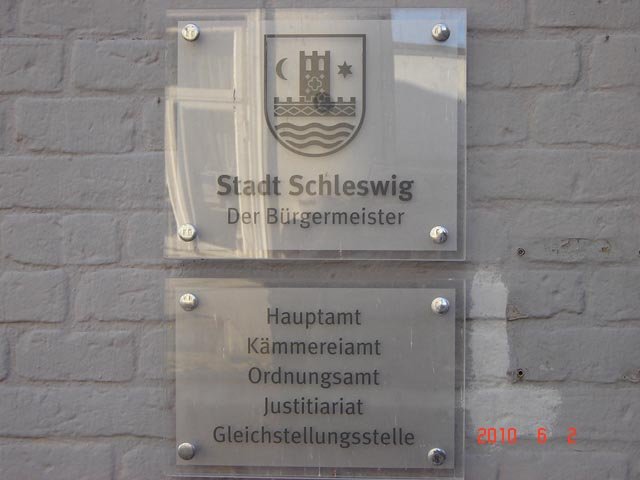 Stadt Schleswig
Der Bürgermeister
Hauptamt
Kämmereiamt
Ordnungsamt
Justitiariat
Gleichstellungsstelle
2010 6 2